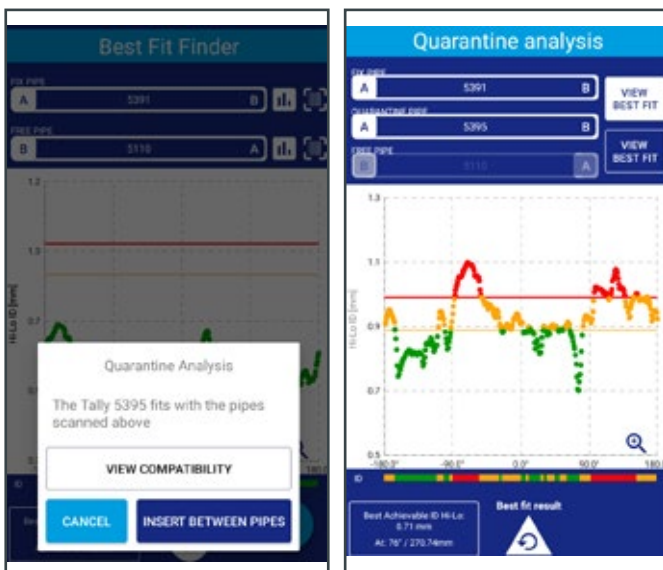 Best Fit Finder
FIX PIPE
A 5391 B
FREE PIPE
B 5110 A
1.2
Hi-Lo ID [mm]
0.7
Quarantine Analysis
The Tally 5395 fits with the pipes
scanned above
VIEW COMPATIBILITY
CANCEL
INSERT BETWEEN PIPES
ID
Quarantine analysis
FIX PIPE
A 5391 B
VIEW
BEST FIT
QUARANTINE PIPE
A 5395 B
FREE PIPE
B 5110 A
VIEW
BEST FIT
1.3
1.1
0.9
0.7
0.5
Hi-Lo ID [mm]
-180.0° -90.0° 0.0° 90.0° 180.
ID
Best Achievable ID Hi-Lo:
0.71 mm
At: 76° / 270.74mm
Best fit result